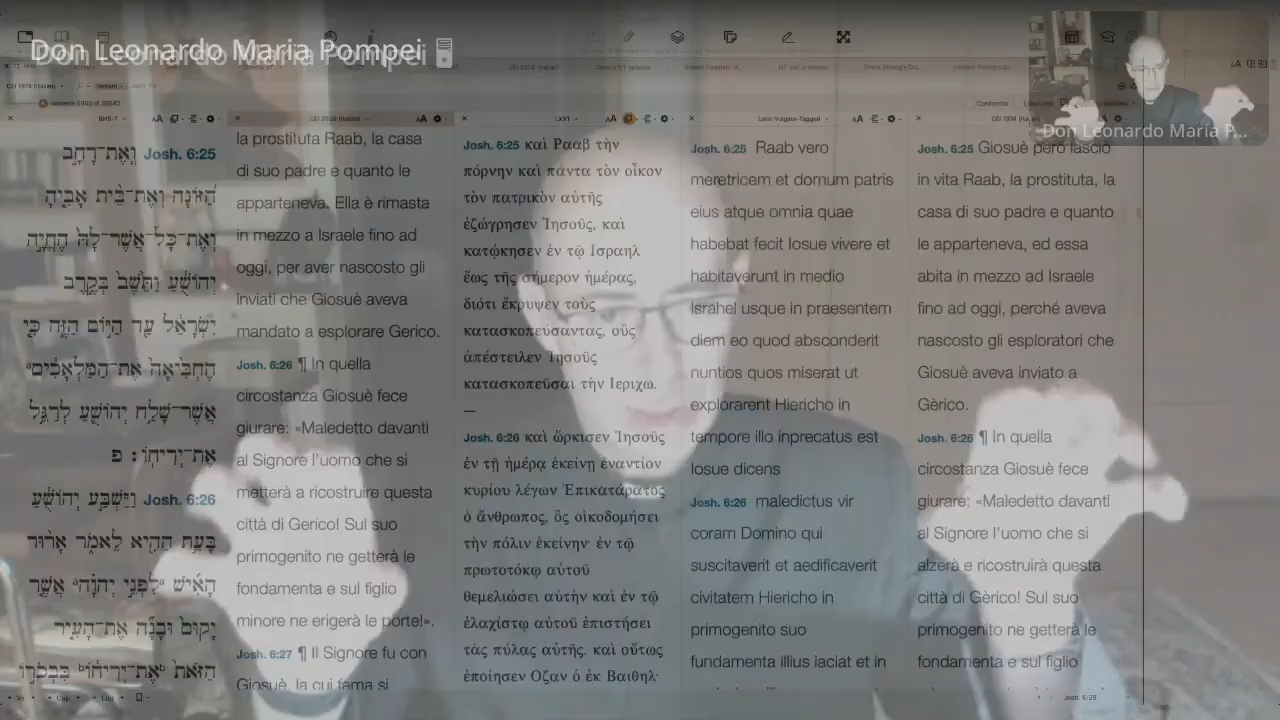 Don Leonardo Maria Pompei
Don Leonardo Maria P...
BHS-T
וְֽאֶת־רָחָ֣ב Josh. 6:25
הַ֠זּוֹנָה וְאֶת־בֵּ֨ית אָבִ֤יהָ
וְאֶת־כָּל־אֲשֶׁר־לָהּ֙ הֶחֱיָ֣ה
יְהוֹשֻׁ֔עַ וַתֵּ֙שֶׁב֙ בְּקֶ֣רֶב
יִשְׂרָאֵ֔ל עַ֖ד הַיּ֣וֹם הַזֶּ֑ה כִּ֤י
הֶחְבִּ֙יאָה֙ אֶת־הַמַּלְאָכִ֔ים
אֲשֶׁר־שָׁלַ֥ח יְהוֹשֻׁ֖עַ לְרַגֵּ֥ל
אֶת־יְרִיחֽוֹ׃ פ
וַיַּשְׁבַּ֣ע יְהוֹשֻׁ֔עַ Josh. 6:26
בָּעֵ֥ת הַהִ֖יא לֵאמֹ֑ר אָר֨וּר
הָאִ֜ישׁ לִפְנֵ֣י יְהוָ֗ה אֲשֶׁ֤ר
יָקוּם֙ וּבָנָ֞ה אֶת־הָעִ֤יר
הַזֹּאת֙ אֶת־יְרִיח֔וֹ בִּבְכֹר֣וֹ
la prostituta Raab, la casa
di suo padre e quanto le
apparteneva. Ella è rimasta
in mezzo a Israele fino ad
oggi, per aver nascosto gli
inviati che Giosuè aveva
mandato a esplorare Gerico.
Josh. 6:26 ¶ In quella
circostanza Giosuè fece
giurare: «Maledetto davanti
al Signore l'uomo che si
metterà a ricostruire questa
città di Gerico! Sul suo
primogenito ne getterà le
fondamenta e sul figlio
minore ne erigerà le porte!».
Josh. 6:27 ¶ Il Signore fu con
Giosuè, la cui fama si
LXX1
Josh. 6:25 καὶ Ρααβ τὴν
πόρνην καὶ πάντα τὸν οἶκον
τὸν πατρικὸν αὐτῆς
ἐζώγρησεν Ἰησοῦς, καὶ
κατῴκησεν ἐν τῷ Ισραηλ
ἕως τῆς σήμερον ἡμέρας,
διότι ἔκρυψεν τοὺς
κατασκοπεύσαντας, οὓς
ἀπέστειλεν Ἰησοῦς
κατασκοπεῦσαι τὴν Ιεριχω.
—
Josh. 6:26 καὶ ὥρκισεν Ἰησοῦς
ἐν τῇ ἡμέρᾳ ἐκείνῃ ἐναντίον
κυρίου λέγων Ἐπικατάρατος
ὁ ἄνθρωπος, ὃς οἰκοδομήσει
τὴν πόλιν ἐκείνην· ἐν τῷ
πρωτοτόκῳ αὐτοῦ
θεμελιώσει αὐτὴν καὶ ἐν τῷ
ἐλαχίστῳ αὐτοῦ ἐπιστήσει
τὰς πύλας αὐτῆς. καὶ οὕτως
ἐποίησεν Οζαν ὁ ἐκ Βαιθηλ·
Latin Vulgate-Tagged
Josh. 6:25 Raab vero
meretricem et domum patris
eius atque omnia quae
habebat fecit Iosue vivere et
habitaverunt in medio
Israhel usque in praesentem
diem eo quod absconderit
nuntios quos miserat ut
explorarent Hiericho in
tempore illo inprecatus est
Iosue dicens
Josh. 6:26 maledictus vir
coram Domino qui
suscitaverit et aedificaverit
civitatem Hiericho in
primogenito suo
fundamenta illius iaciat et in
Josh. 6:25 Giosuè però lasciò
in vita Raab, la prostituta, la
casa di suo padre e quanto
le apparteneva, ed essa
abita in mezzo ad Israele
fino ad oggi, perché aveva
nascosto gli esploratori che
Giosuè aveva inviato a
Gèrico.
Josh. 6:26 ¶ In quella
circostanza Giosuè fece
giurare: «Maledetto davanti
al Signore l'uomo che si
alzerà e ricostruirà questa
città di Gèrico! Sul suo
primogenito ne getterà le
fondamenta e sul figlio
Josh. 6:25